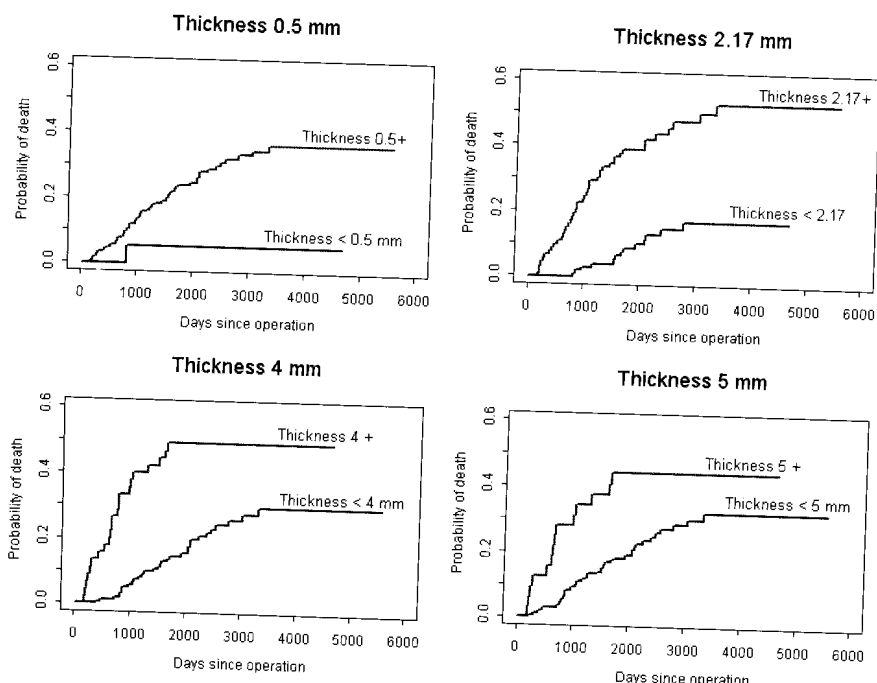 Thickness 0.5 mm
0.6
0.4
0.2
0.0
Probability of death
Thickness 0.5+
Thickness < 0.5 mm
0 1000 2000 3000 4000 5000 6000
Days since operation
Thickness 2.17 mm
0.6
0.4
0.2
0.0
Probability of death
Thickness 2.17+
Thickness < 2.17
0 1000 2000 3000 4000 5000 6000
Days since operation
Thickness 4 mm
0.6
0.4
0.2
0.0
Probability of death
Thickness 4 +
Thickness < 4 mm
0 1000 2000 3000 4000 5000 6000
Days since operation
Thickness 5 mm
0.6
0.4
0.2
0.0
Probability of death
Thickness 5 +
Thickness < 5 mm
0 1000 2000 3000 4000 5000 6000
Days since operation